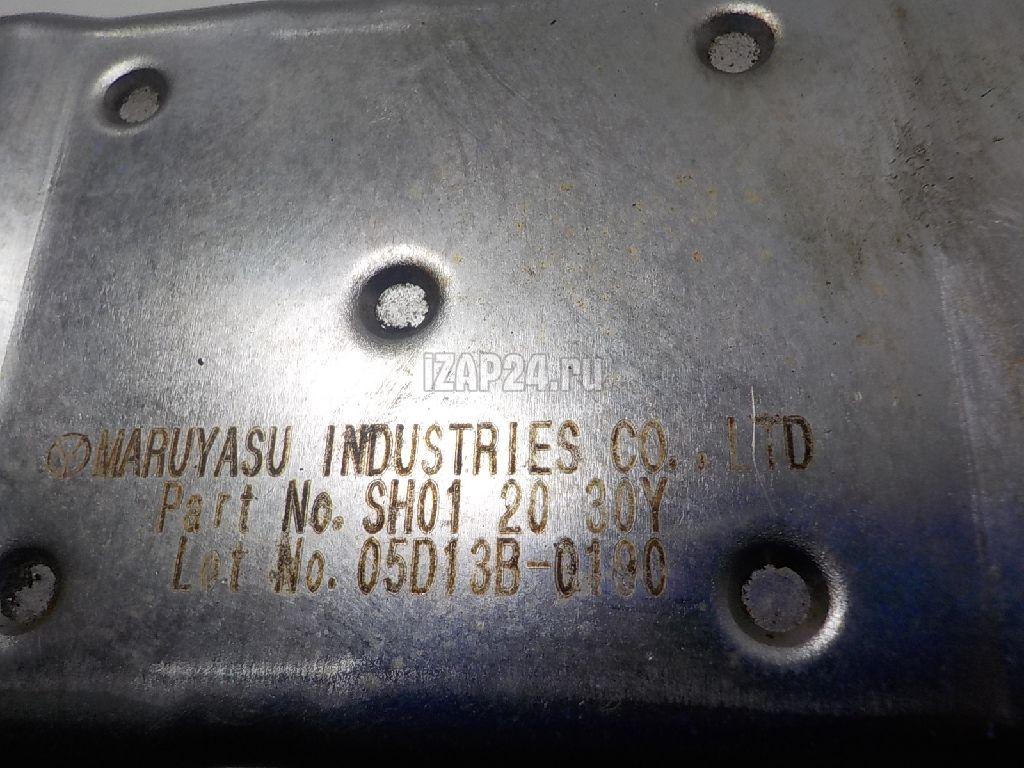 iZAP24.ru
MARUYASU INDUSTRIES CO., LTD
Part No. SH01 20 30Y
Lot No. 05D13B-0190